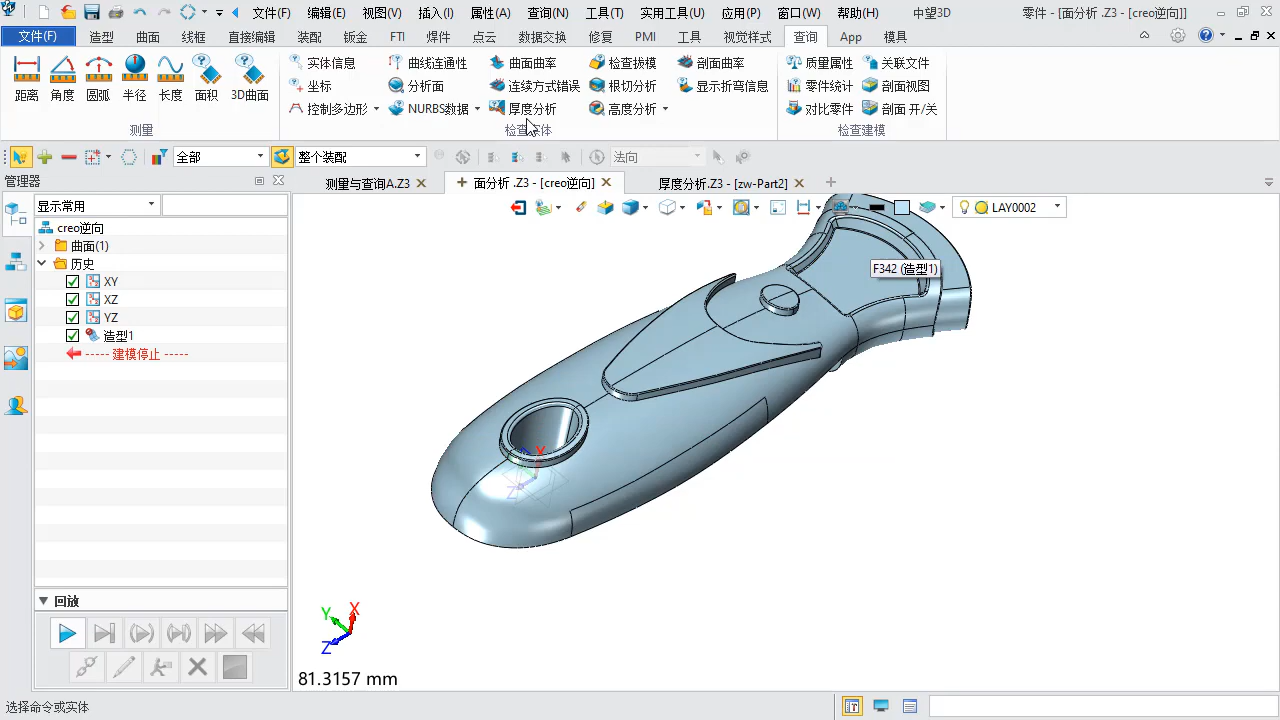 文件(F) 编辑(E) 视图(V) 插入(I) 属性(A) 查询(N) 工具(T) 实用工具(U) 应用(P) 窗口(W) 帮助(H) 中望3D 零件 - [面分析 .Z3 - [creo逆向]]
文件(F) 造型 曲面 线框 直接编辑 装配 钣金 FTI 焊件 点云 数据交换 修复 PMI 工具 视觉样式 查询 App 模具
距离 角度 圆弧 半径 长度 面积 3D曲面
实体信息 曲线连通性 曲面曲率 检查拔模 剖面曲率 质量属性 关联文件
坐标 分析面 连续方式错误 根切分析 显示折弯信息 零件统计 剖面视图
控制多边形 NURBS数据 厚度分析 高度分析 对比零件 剖面 开/关
测量 检查实体 检查建模
全部 整个装配 法向
管理器
测量与查询A.Z3 面分析 .Z3 - [creo逆向] 厚度分析.Z3 - [zw-Part2]
显示常用
LAY0002
creo逆向
曲面(1)
历史
XY
XZ
YZ
造型1
----- 建模停止 -----
F342 (造型1)
X
Z
回放
X
Y
Z
81.3157 mm
选择命令或实体